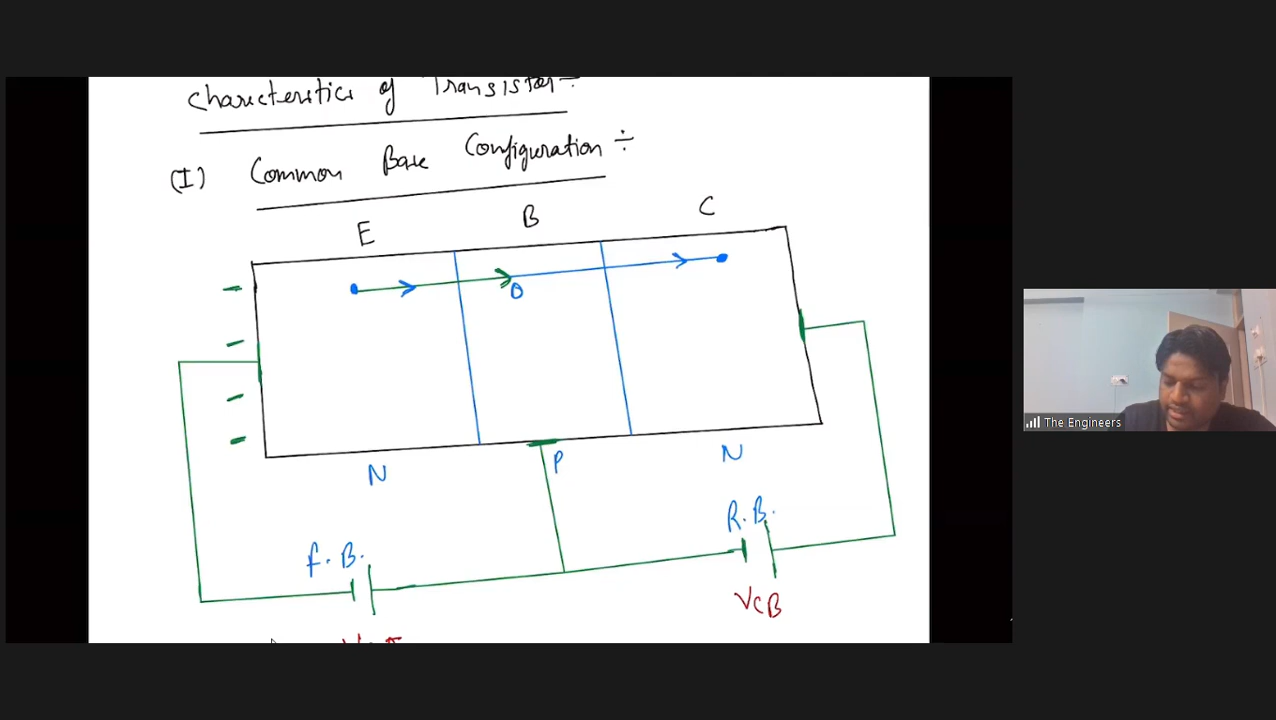 Characteristics of Transistor ÷
(I) Common Base Configuration ÷
E B C
N P N
F.B. R.B.
VCB
The Engineers